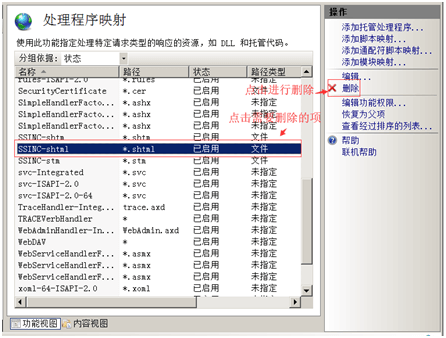 处理程序映射
使用此功能指定处理特定请求类型的响应的资源，如 DLL 和托管代码。
分组依据: 状态
名称 路径 状态 路径类型
rules-ISAPI-2.0 *.rules 已启用 未指定
SecurityCertificate *.cer 已启用 文件
SimpleHandlerFacto... *.ashx 已启用 未指定
SimpleHandlerFacto... *.ashx 已启用 未指定
SimpleHandlerFacto... *.ashx 已启用 未指定
SSINC-shtm *.shtm 已启用 文件
SSINC-shtml *.shtml 已启用 文件
SSINC-stm *.stm 已启用 文件
svc-Integrated *.svc 已启用 未指定
svc-ISAPI-2.0 *.svc 已启用 未指定
svc-ISAPI-2.0-64 *.svc 已启用 未指定
TraceHandler-Integ... trace.axd 已启用 未指定
TRACEVerbHandler * 已启用 未指定
WebAdminHandler-In... WebAdmin.axd 已启用 未指定
WebDAV * 已启用 未指定
WebServiceHandlerF... *.asmx 已启用 未指定
WebServiceHandlerF... *.asmx 已启用 未指定
WebServiceHandlerF... *.asmx 已启用 未指定
xoml-64-ISAPI-2.0 *.xoml 已启用 未指定
点击进行删除
点击需要删除的项
功能视图 内容视图
操作
添加托管处理程序...
添加脚本映射...
添加通配符脚本映射...
添加模块映射...
编辑...
删除
编辑功能权限...
恢复为父项
查看经过排序的列表...
帮助
联机帮助